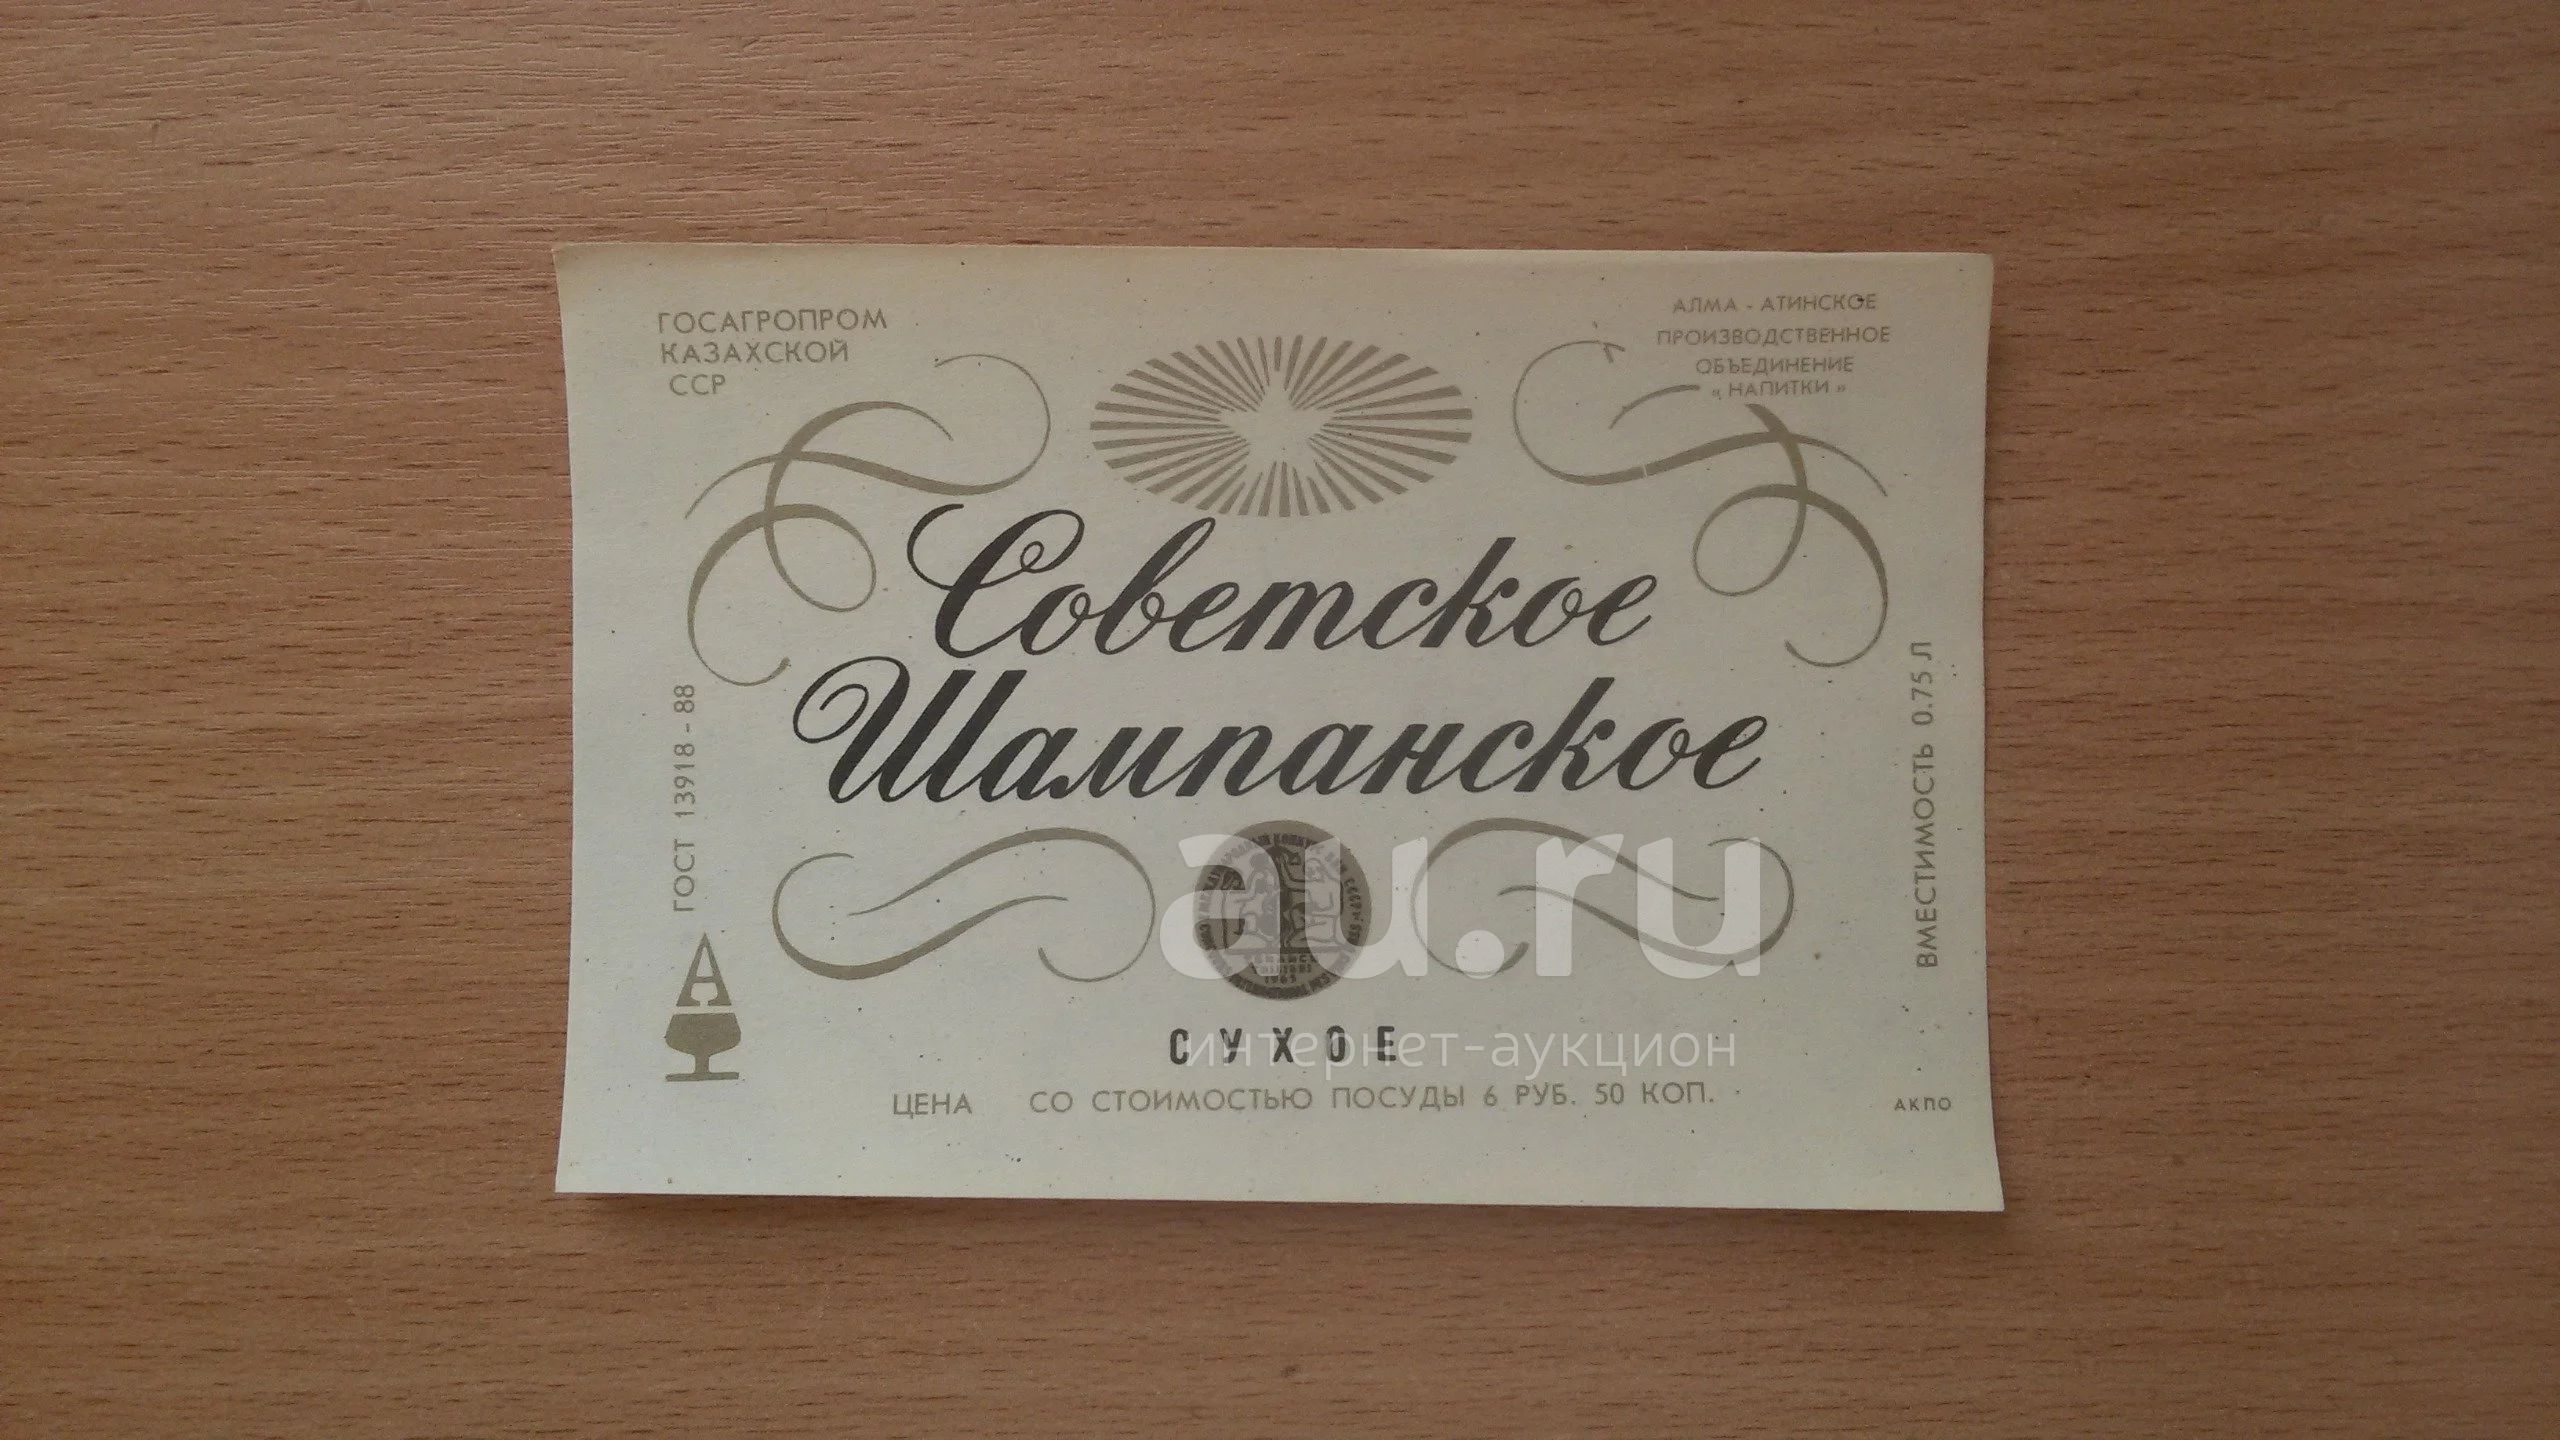 ГОСАГРОПРОМ
КАЗАХСКОЙ
ССР
АЛМА - АТИНСКОЕ
ПРОИЗВОДСТВЕННОЕ
ОБЪЕДИНЕНИЕ
« НАПИТКИ »
Советское
Шампанское
ГОСТ 13918-88
ВМЕСТИМОСТЬ 0.75 Л
au.ru
интернет-аукцион
СУХОЕ
ЦЕНА СО СТОИМОСТЬЮ ПОСУДЫ 6 РУБ. 50 КОП.
АКПО